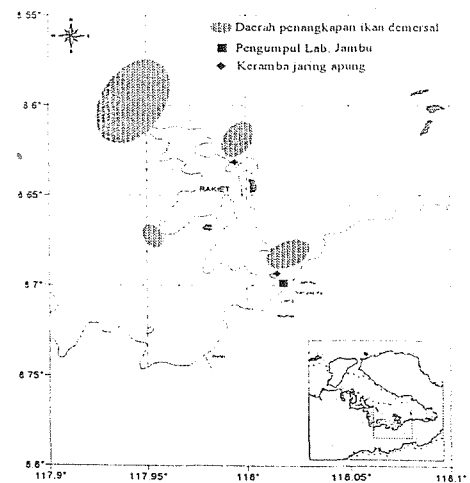 Daerah penangkapan ikan demersal
Pengumpul Lab. Jambu
Keramba jaring apung
8.55°
8.6°
8.65°
8.7°
8.75°
8.8°
RAKIET
117.9°
117.95°
118°
118.05°
118.1°